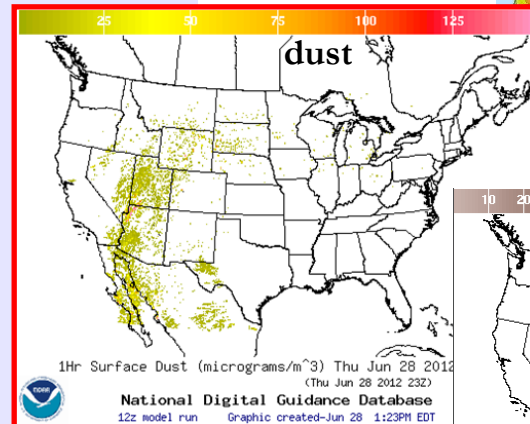 25 50 75 100 125
dust
10 20
1Hr Surface Dust (micrograms/m^3) Thu Jun 28 2012
(Thu Jun 28 2012 23Z)
National Digital Guidance Database
12z model run Graphic created-Jun 28 1:23PM EDT